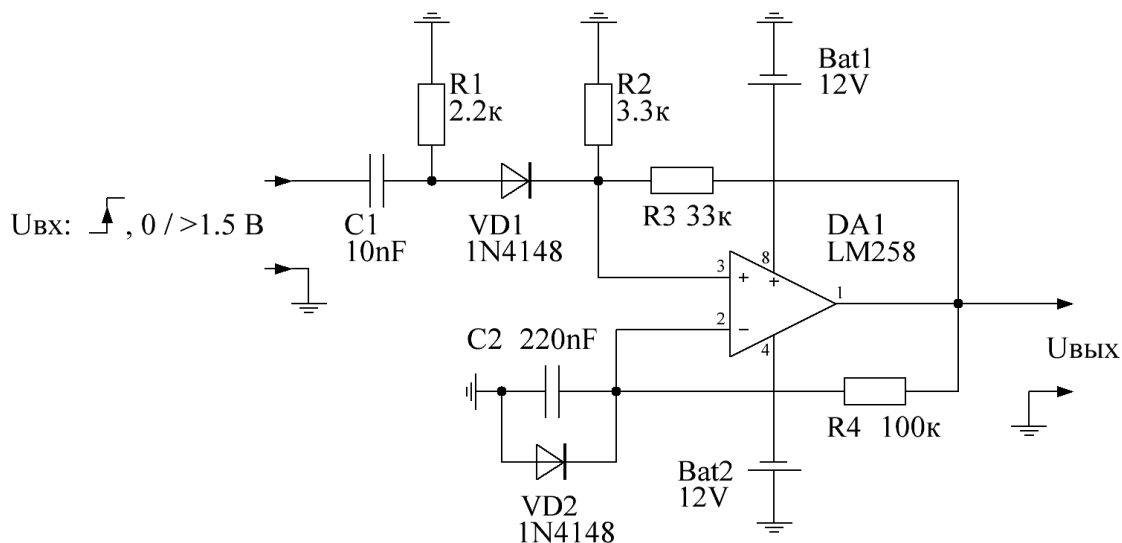 Bat1
12V
R1
2.2к
R2
3.3к
Uвх: , 0 / >1.5 В
C1
10nF
VD1
1N4148
R3 33к
DA1
LM258
3
+
8
+
1
2
−
4
C2 220nF
Uвых
R4 100к
VD2
1N4148
Bat2
12V